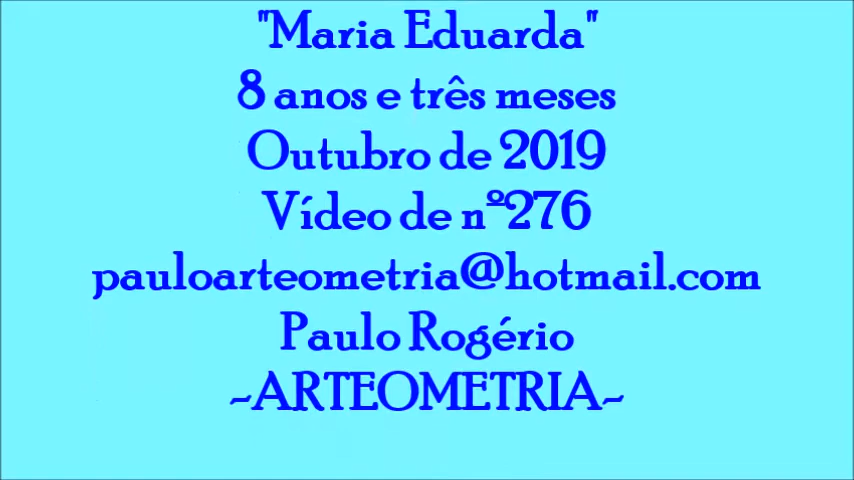 "Maria Eduarda"
8 anos e três meses
Outubro de 2019
Vídeo de nº276
pauloarteometria@hotmail.com
Paulo Rogério
~ARTEOMETRIA~